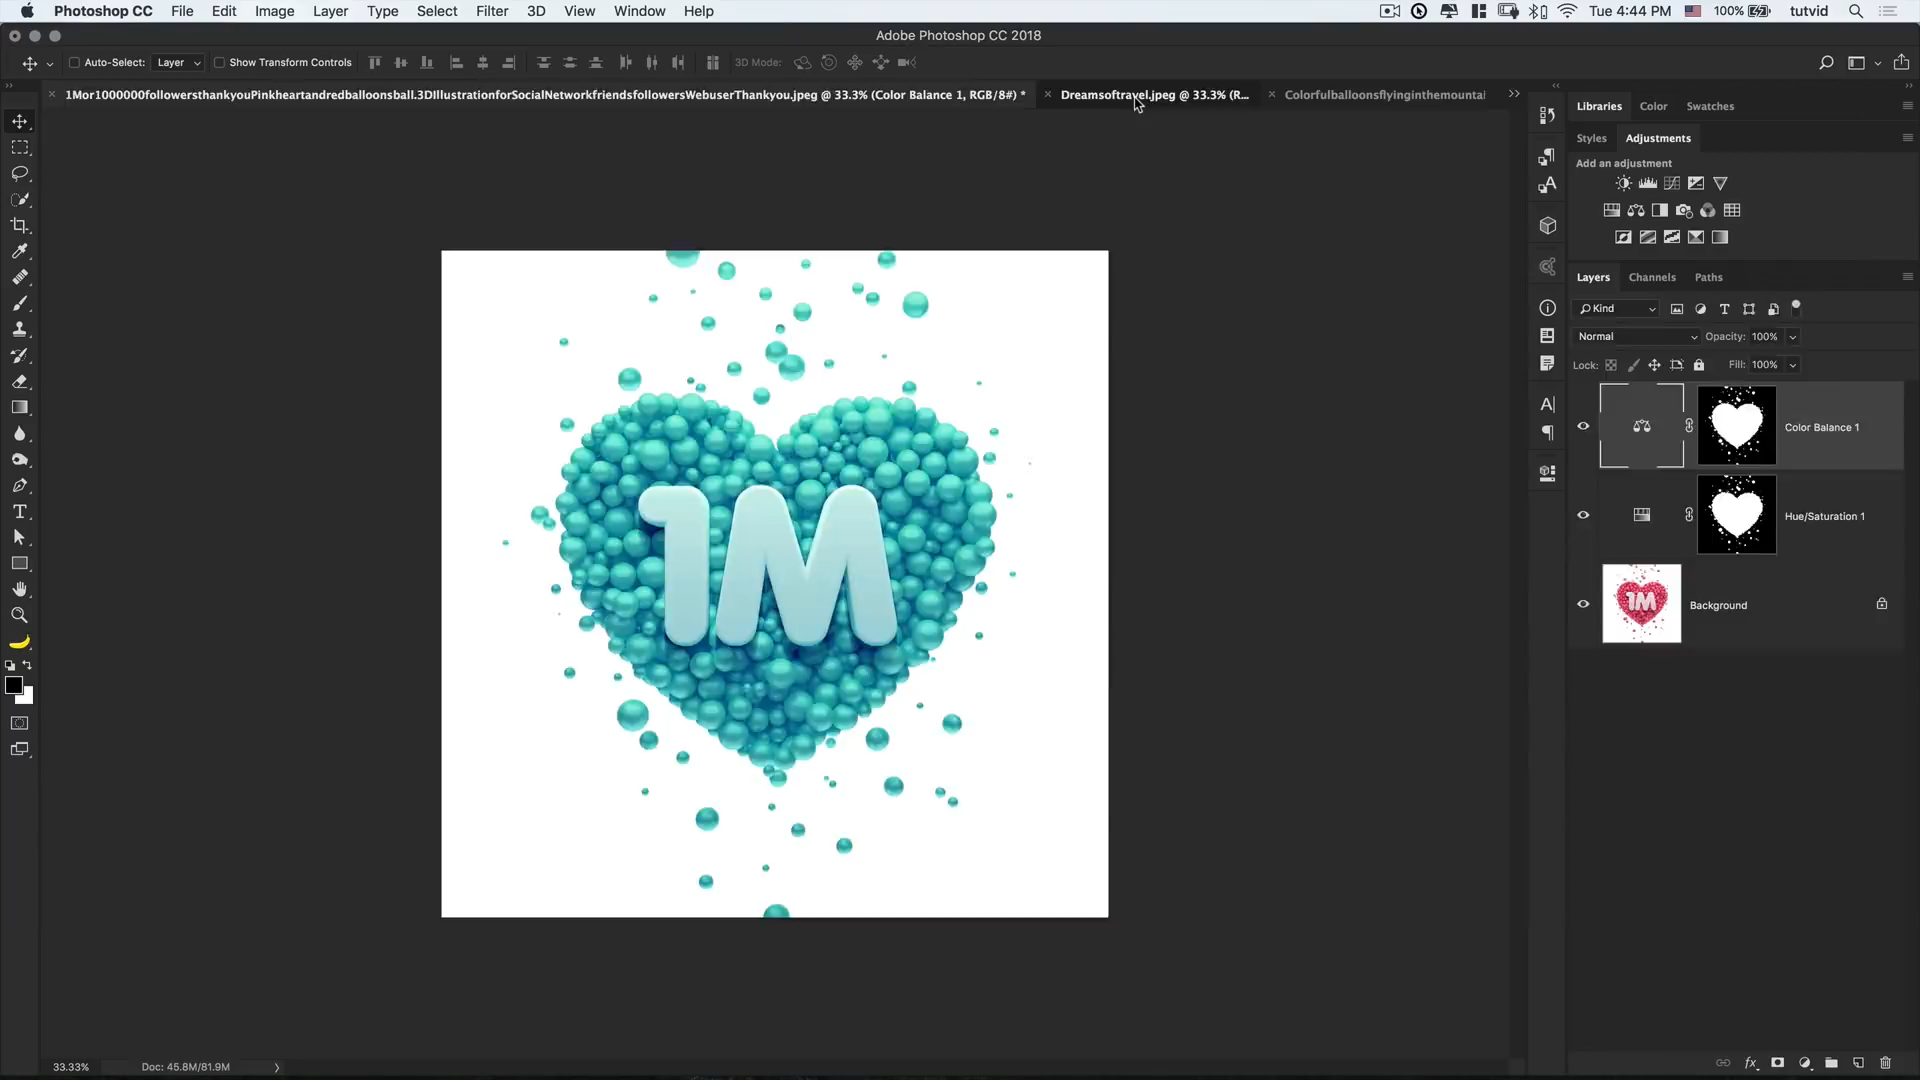 Photoshop CC File Edit Image Layer Type Select Filter 3D View Window Help Tue 4:44 PM 100% tutvid
Adobe Photoshop CC 2018
Auto-Select: Layer Show Transform Controls 3D Mode:
1Mor1000000followersthankyouPinkheartandredballoonsball.3DIllustrationforSocialNetworkfriendsfollowersWebuserThankyou.jpeg @ 33.3% (Color Balance 1, RGB/8#) * Dreamsoftravel.jpeg @ 33.3% (R... Colorfulballoonsflyinginthemountai
Libraries Color Swatches
Styles Adjustments
Add an adjustment
Layers Channels Paths
Kind
Normal Opacity: 100%
Lock: Fill: 100%
Color Balance 1
Hue/Saturation 1
1M
Background
1M
33.33% Doc: 45.8M/81.9M
fx